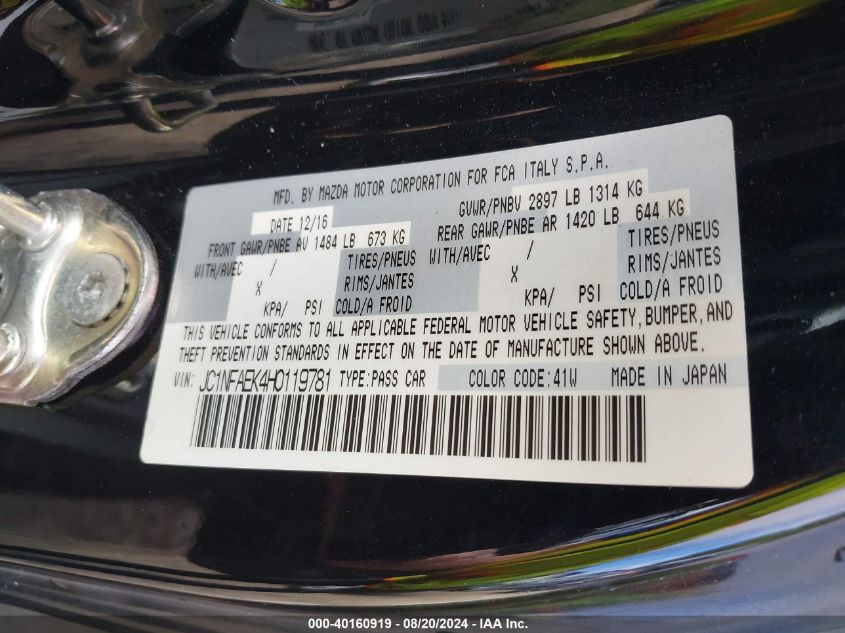 MFD. BY MAZDA MOTOR CORPORATION FOR FCA ITALY S.P.A.
DATE 12/16 GVWR/PNBV 2897 LB 1314 KG
FRONT GAWR/PNBE AV 1484 LB 673 KG REAR GAWR/PNBE AR 1420 LB 644 KG
WITH/AVEC / TIRES/PNEUS WITH/AVEC / TIRES/PNEUS
X RIMS/JANTES X RIMS/JANTES
KPA/ PSI COLD/A FROID KPA/ PSI COLD/A FROID
THIS VEHICLE CONFORMS TO ALL APPLICABLE FEDERAL MOTOR VEHICLE SAFETY, BUMPER, AND
THEFT PREVENTION STANDARDS IN EFFECT ON THE DATE OF MANUFACTURE SHOWN ABOVE.
VIN: JC1NFAEK4H0119781 TYPE:PASS CAR COLOR CODE:41W MADE IN JAPAN
000-40160919 - 08/20/2024 - IAAI.com